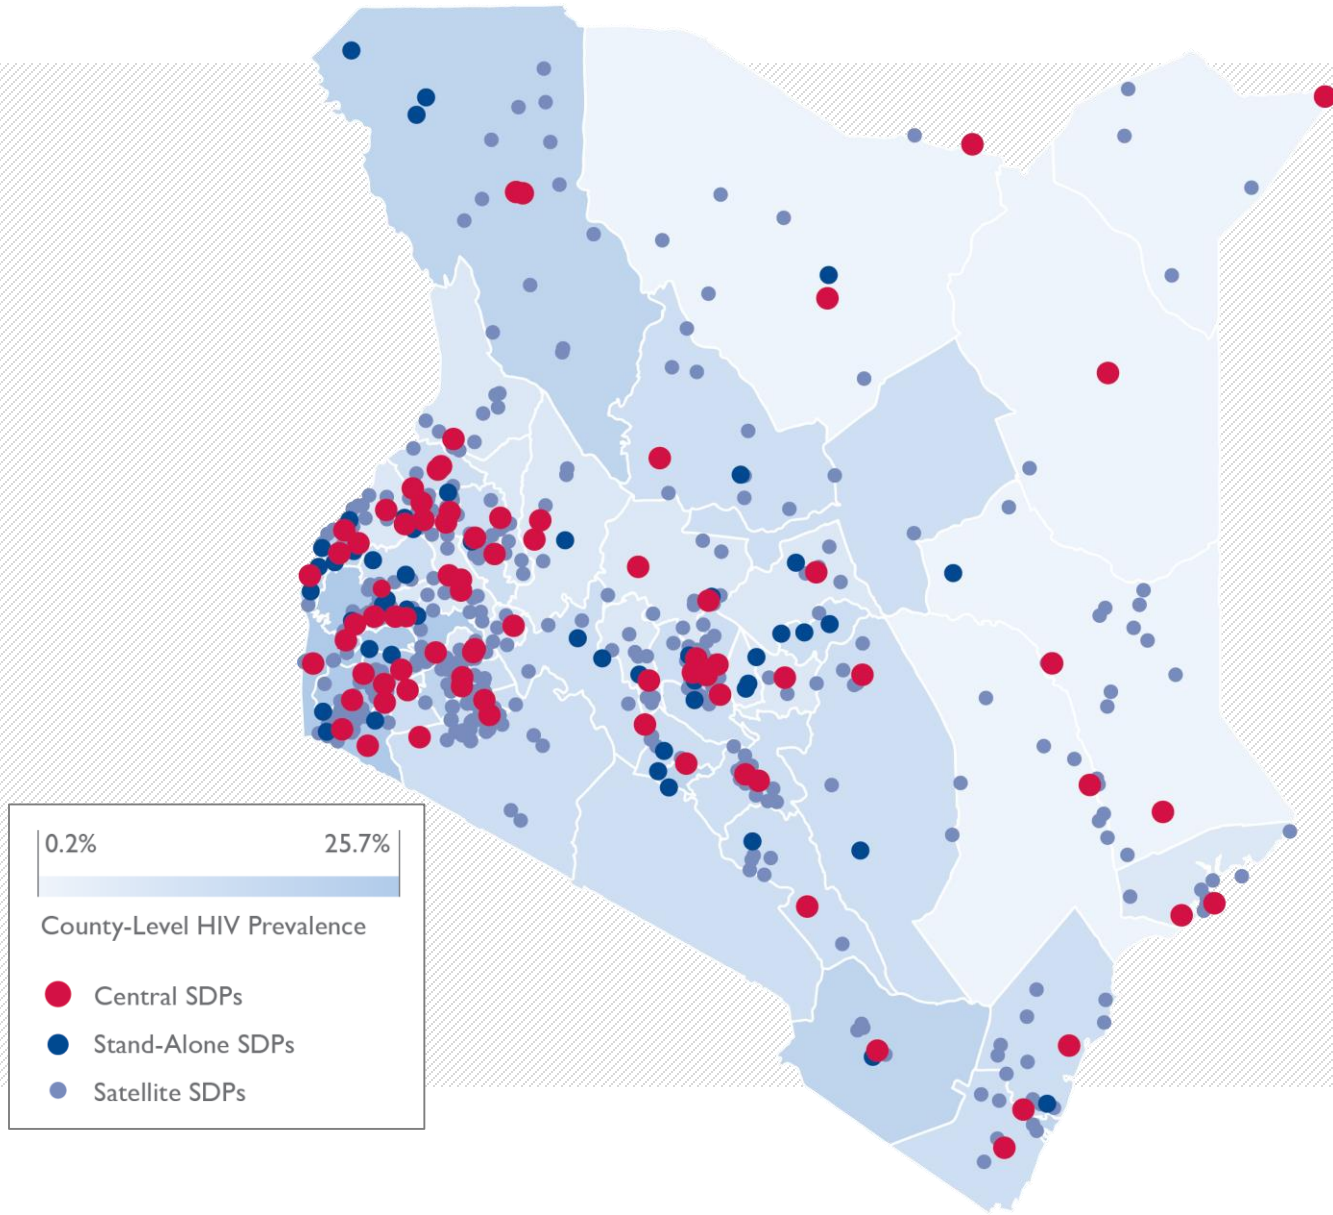 0.2% 25.7%
County-Level HIV Prevalence
Central SDPs
Stand-Alone SDPs
Satellite SDPs